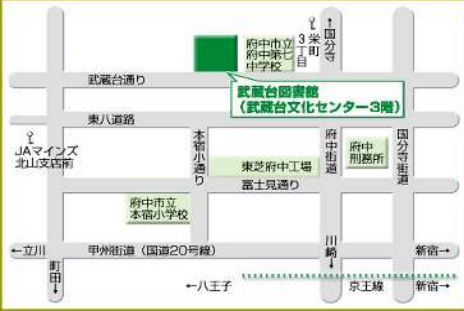 国分寺
栄町
3丁目
府中市立
府中第七
中学校
武蔵台通り
武蔵台図書館
(武蔵台文化センター3階)
東八道路
JAマインズ
北山支店前
本宿小通り
府中街道
府中
刑務所
国分寺街道
東芝府中工場
富士見通り
府中市立
本宿小学校
←立川
甲州街道(国道20号線)
新宿→
町田
川崎
←八王子
京王線
新宿→